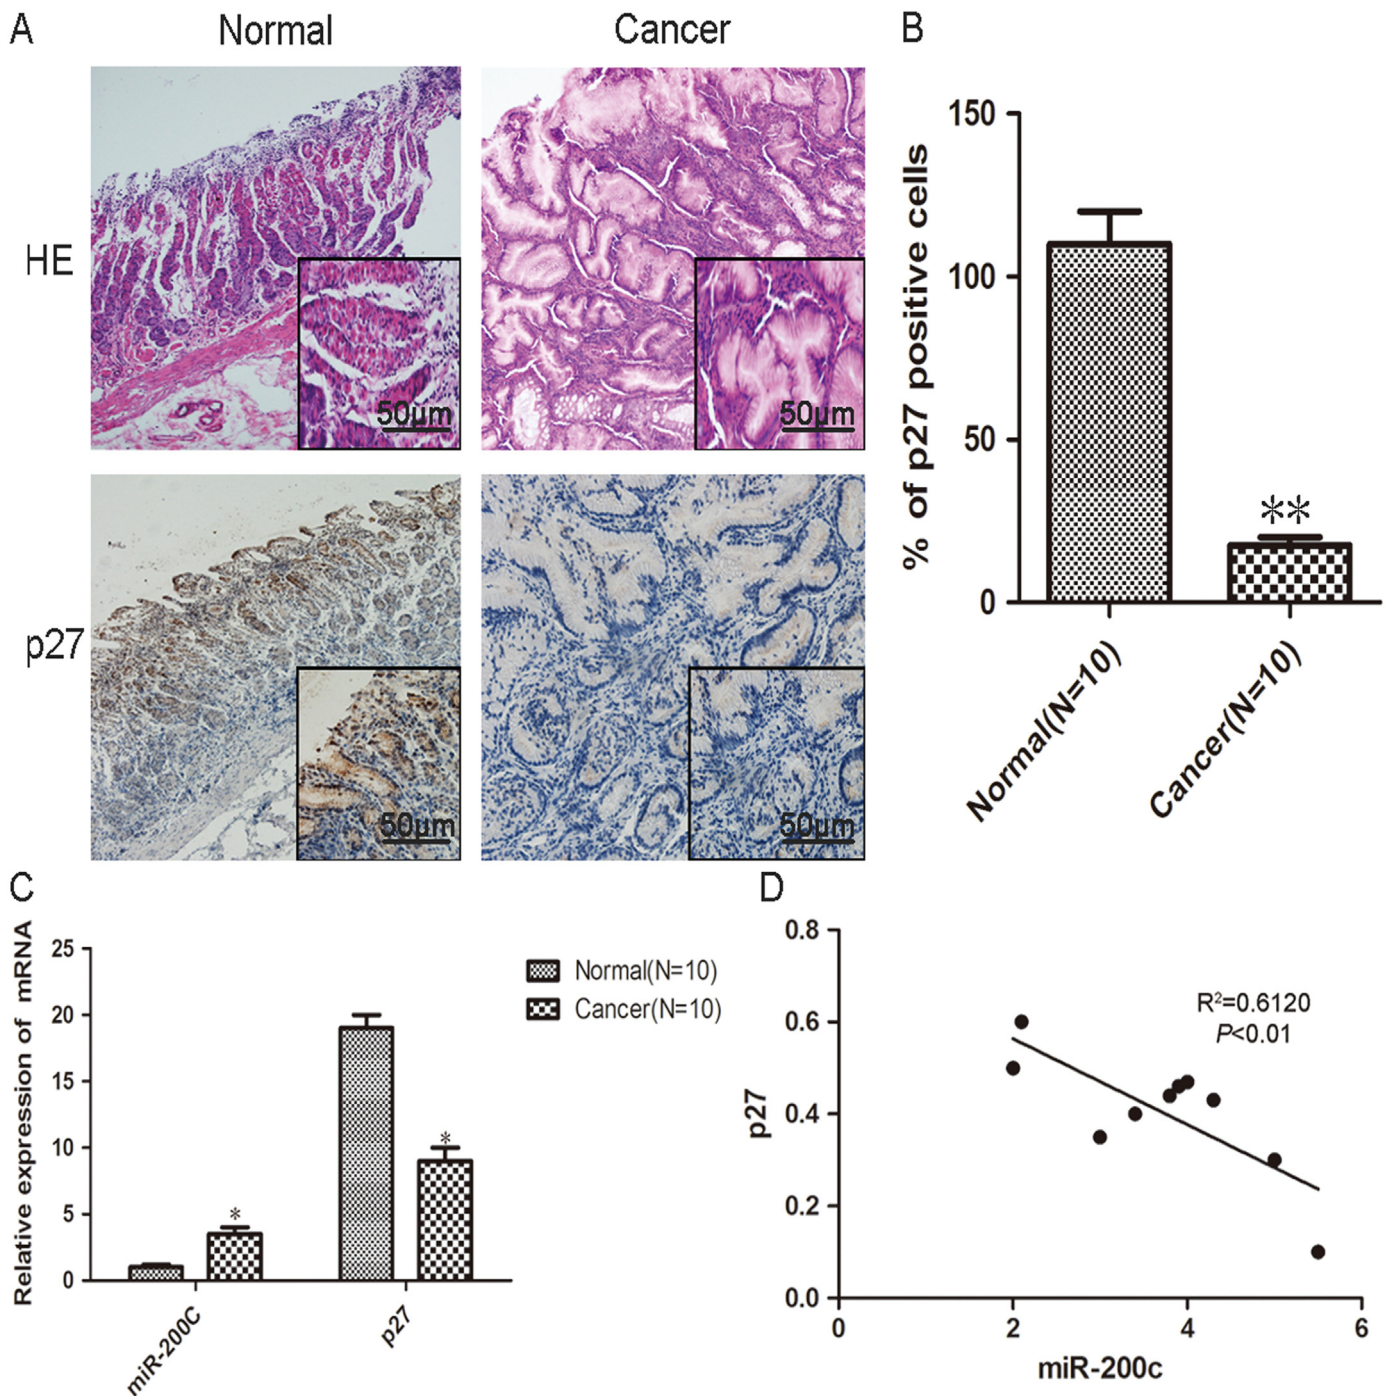 A
Normal
Cancer
HE
50μm
50μm
p27
50μm
50μm
B
% of p27 positive cells
150
100
50
0
**
Normal(N=10)
Cancer(N=10)
C
Relative expression of mRNA
25
20
15
10
5
0
*
*
miR-200C
p27
Normal(N=10)
Cancer(N=10)
D
p27
0.8
0.6
0.4
0.2
0.0
R²=0.6120
P<0.01
0
2
4
6
miR-200c